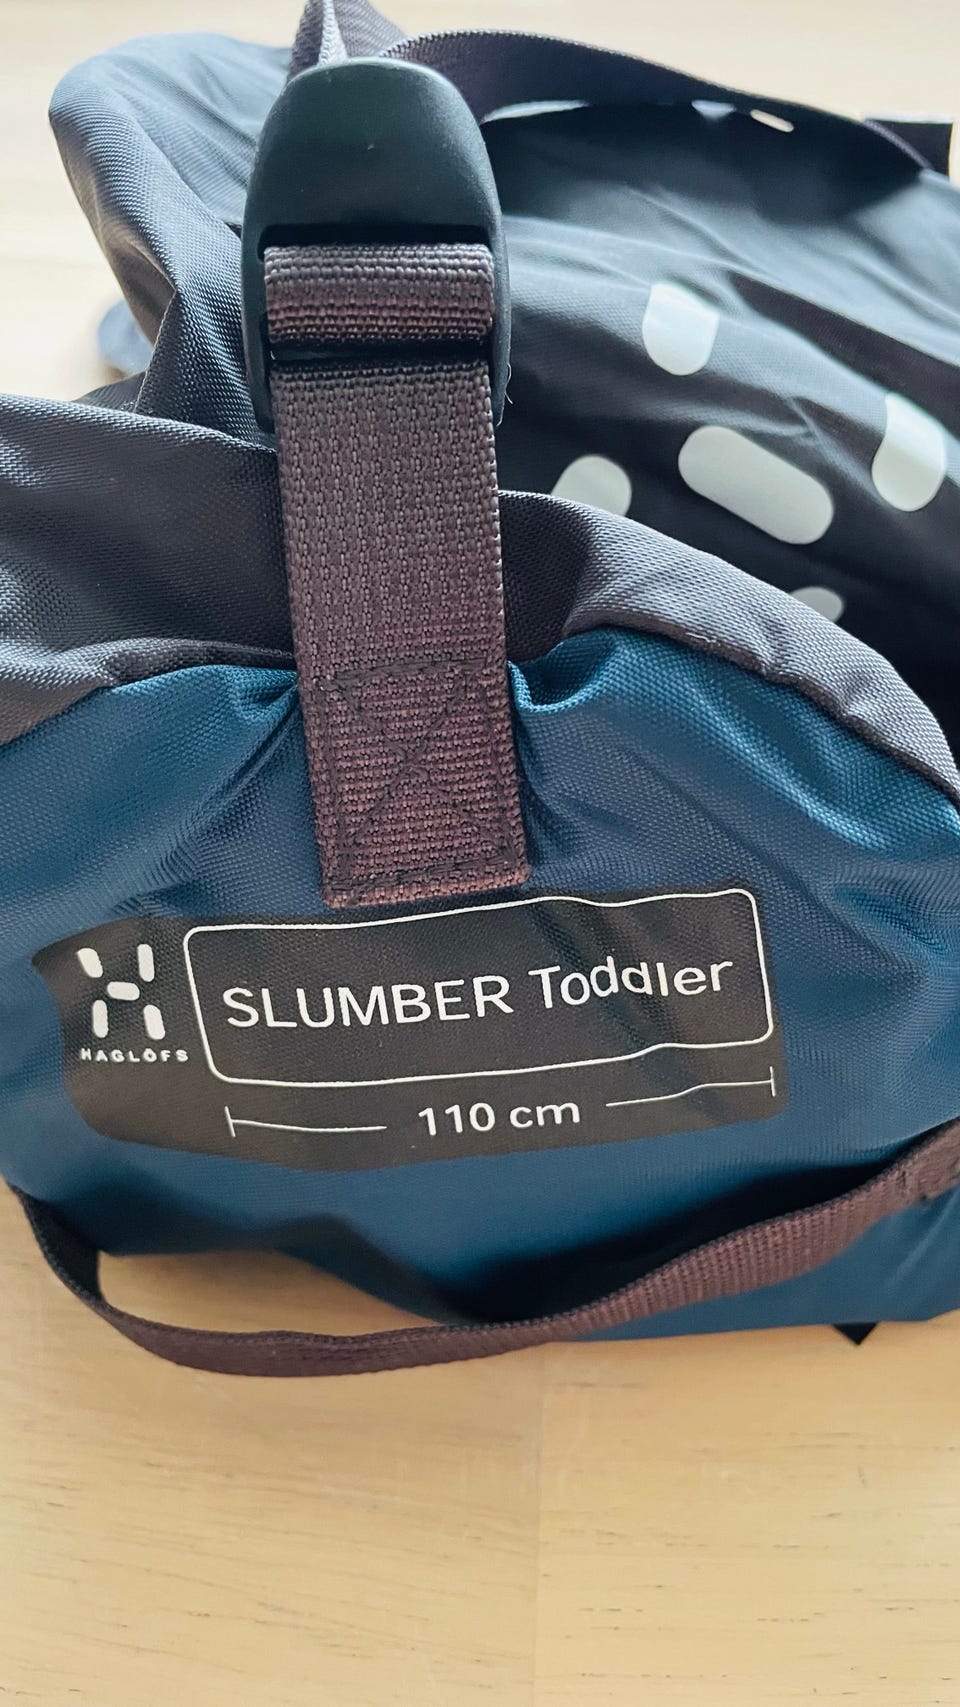 HAGLÖFS
SLUMBER Toddler
110 cm